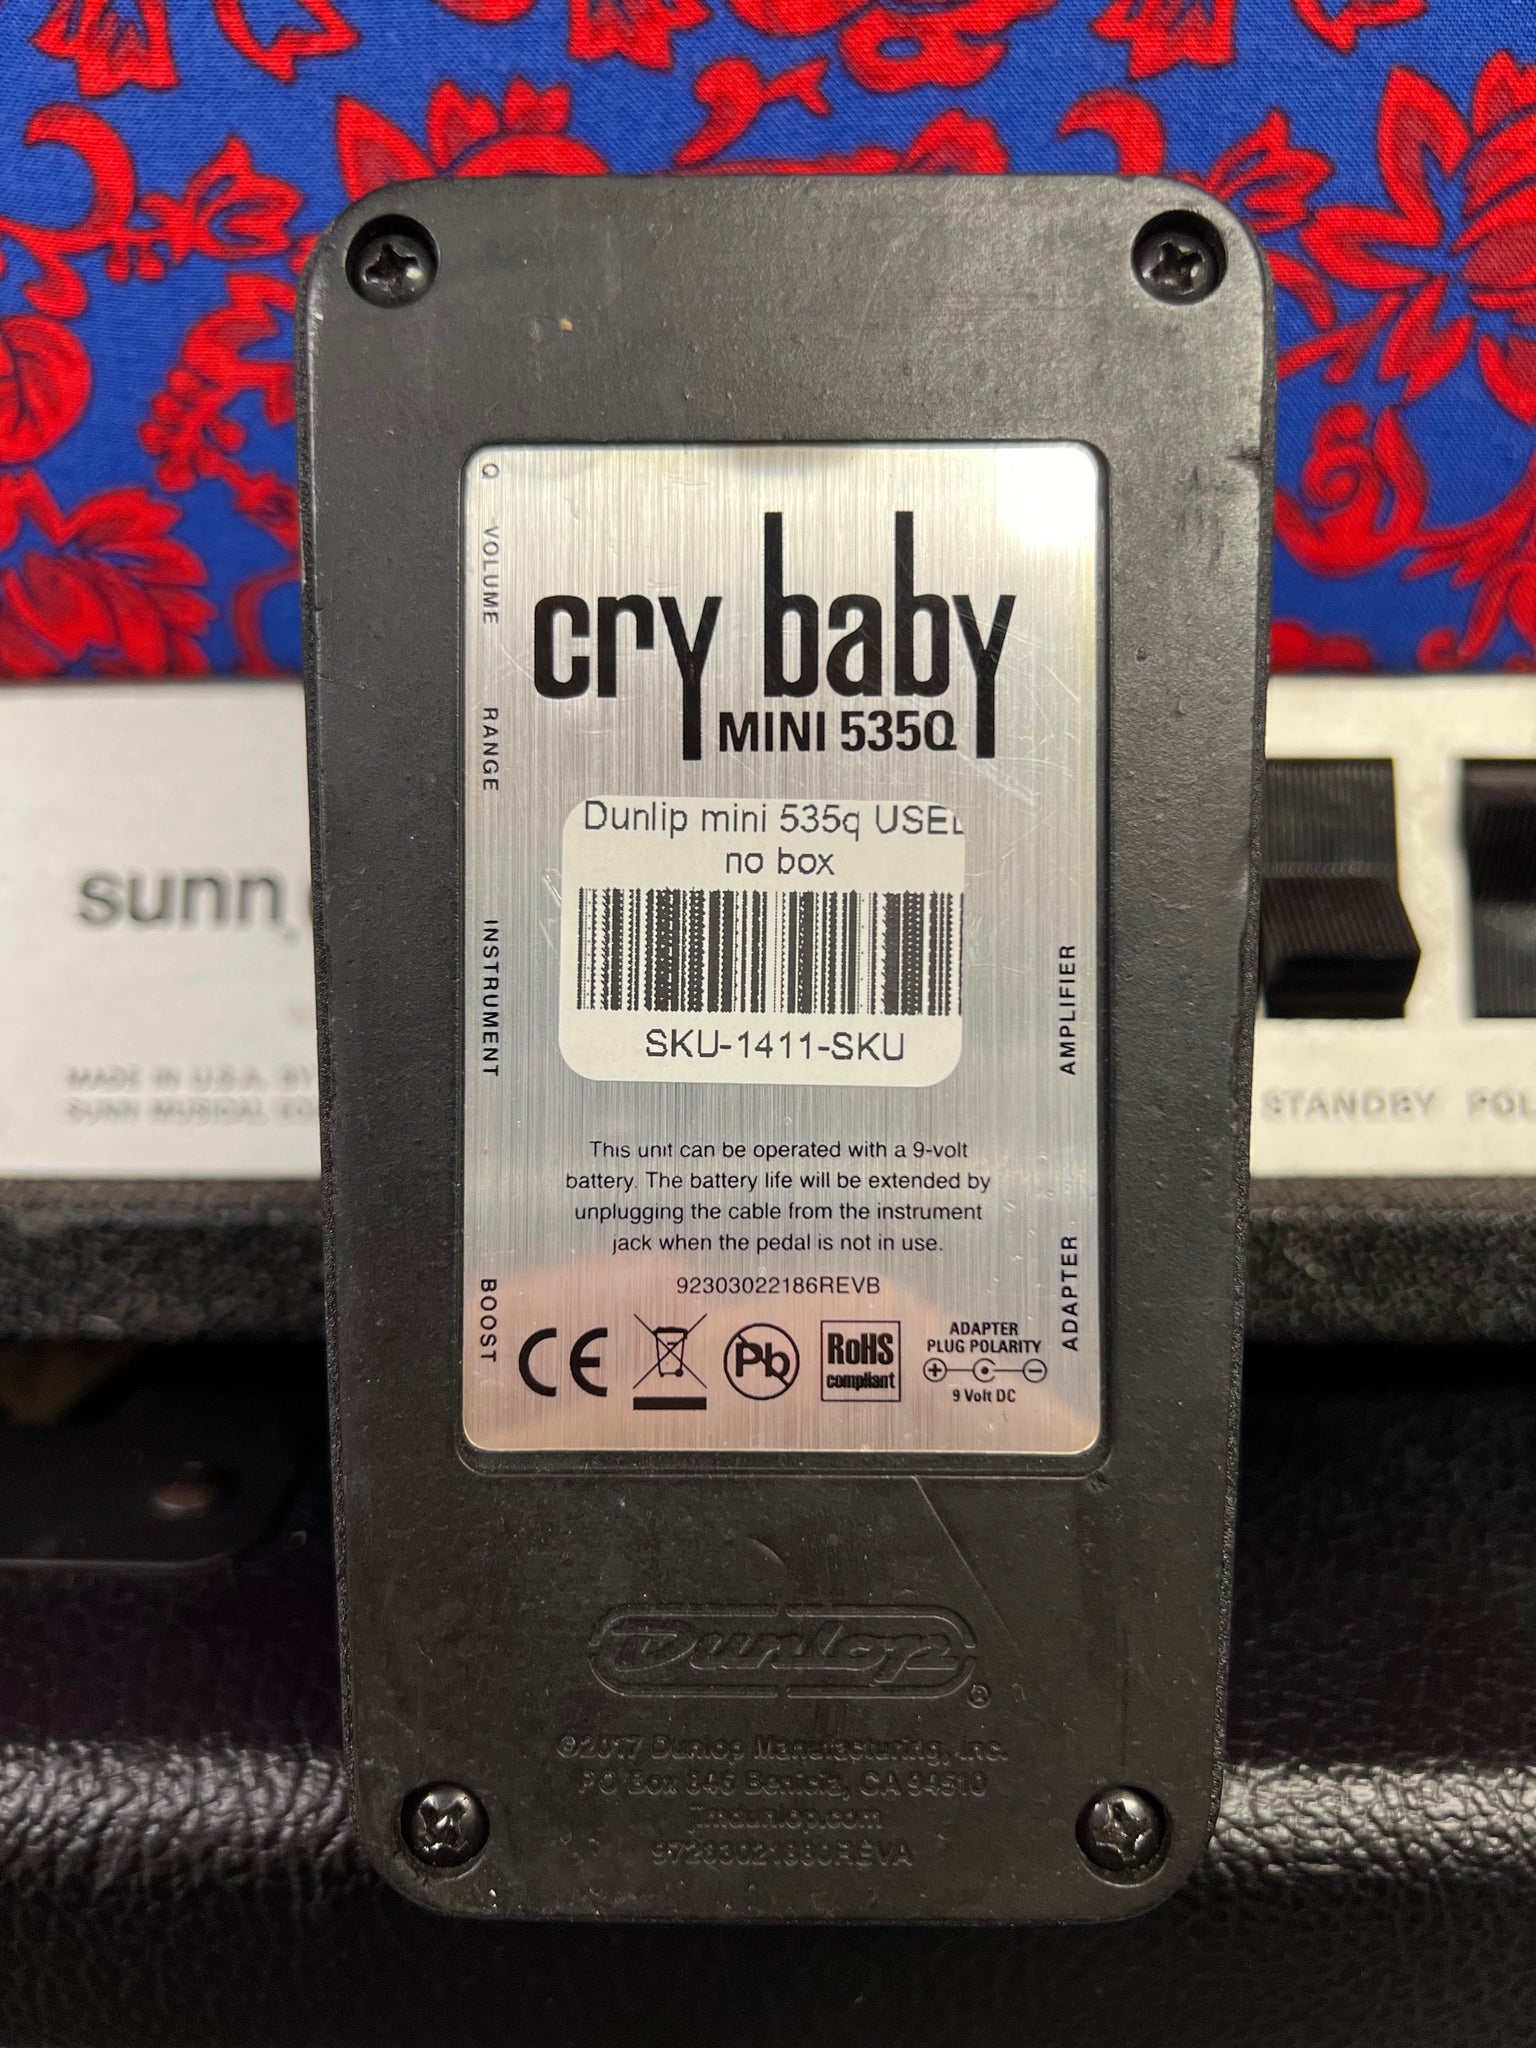 Q
VOLUME
RANGE
INSTRUMENT
BOOST
AMPLIFIER
ADAPTER
cry baby
MINI 535Q
Dunlip mini 535q USED
no box
SKU-1411-SKU
This unit can be operated with a 9-volt
battery. The battery life will be extended by
unplugging the cable from the instrument
jack when the pedal is not in use.
92303022186REVB
CE
Pb
RoHS
compliant
ADAPTER
PLUG POLARITY
+ -
9 Volt DC
Dunlop ®
©2017 Dunlop Manufacturing, Inc.
PO Box 846 Benicia, CA 94510
jimdunlop.com
sunn
MADE IN U.S.A. BY
SUNN MUSICAL
STANDBY